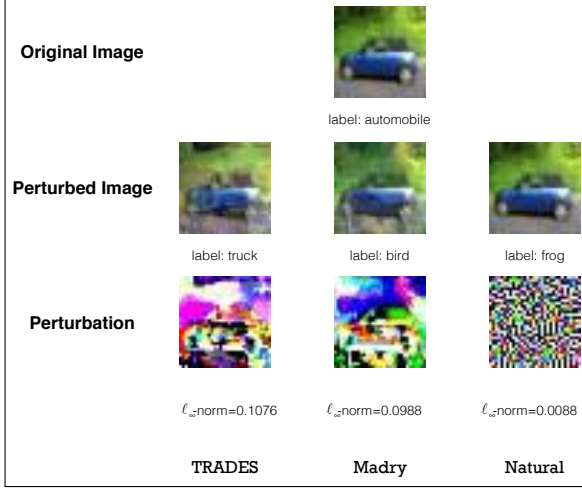 Original Image
label: automobile
Perturbed Image
label: truck label: bird label: frog
Perturbation
ℓ∞-norm=0.1076 ℓ∞-norm=0.0988 ℓ∞-norm=0.0088
TRADES Madry Natural